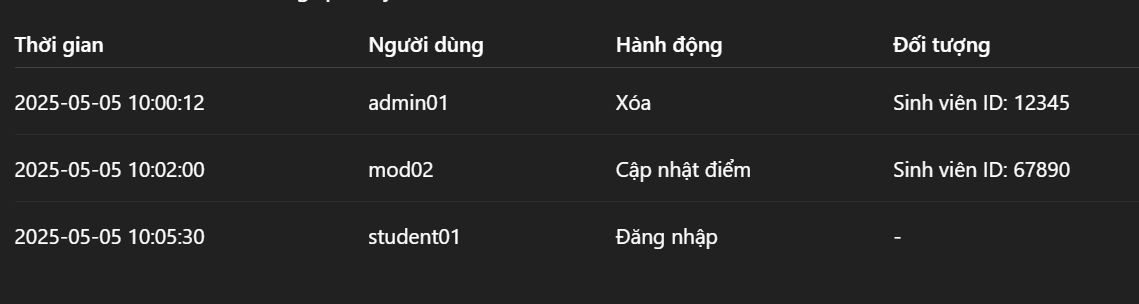 Thời gian Người dùng Hành động Đối tượng
2025-05-05 10:00:12 admin01 Xóa Sinh viên ID: 12345
2025-05-05 10:02:00 mod02 Cập nhật điểm Sinh viên ID: 67890
2025-05-05 10:05:30 student01 Đăng nhập -